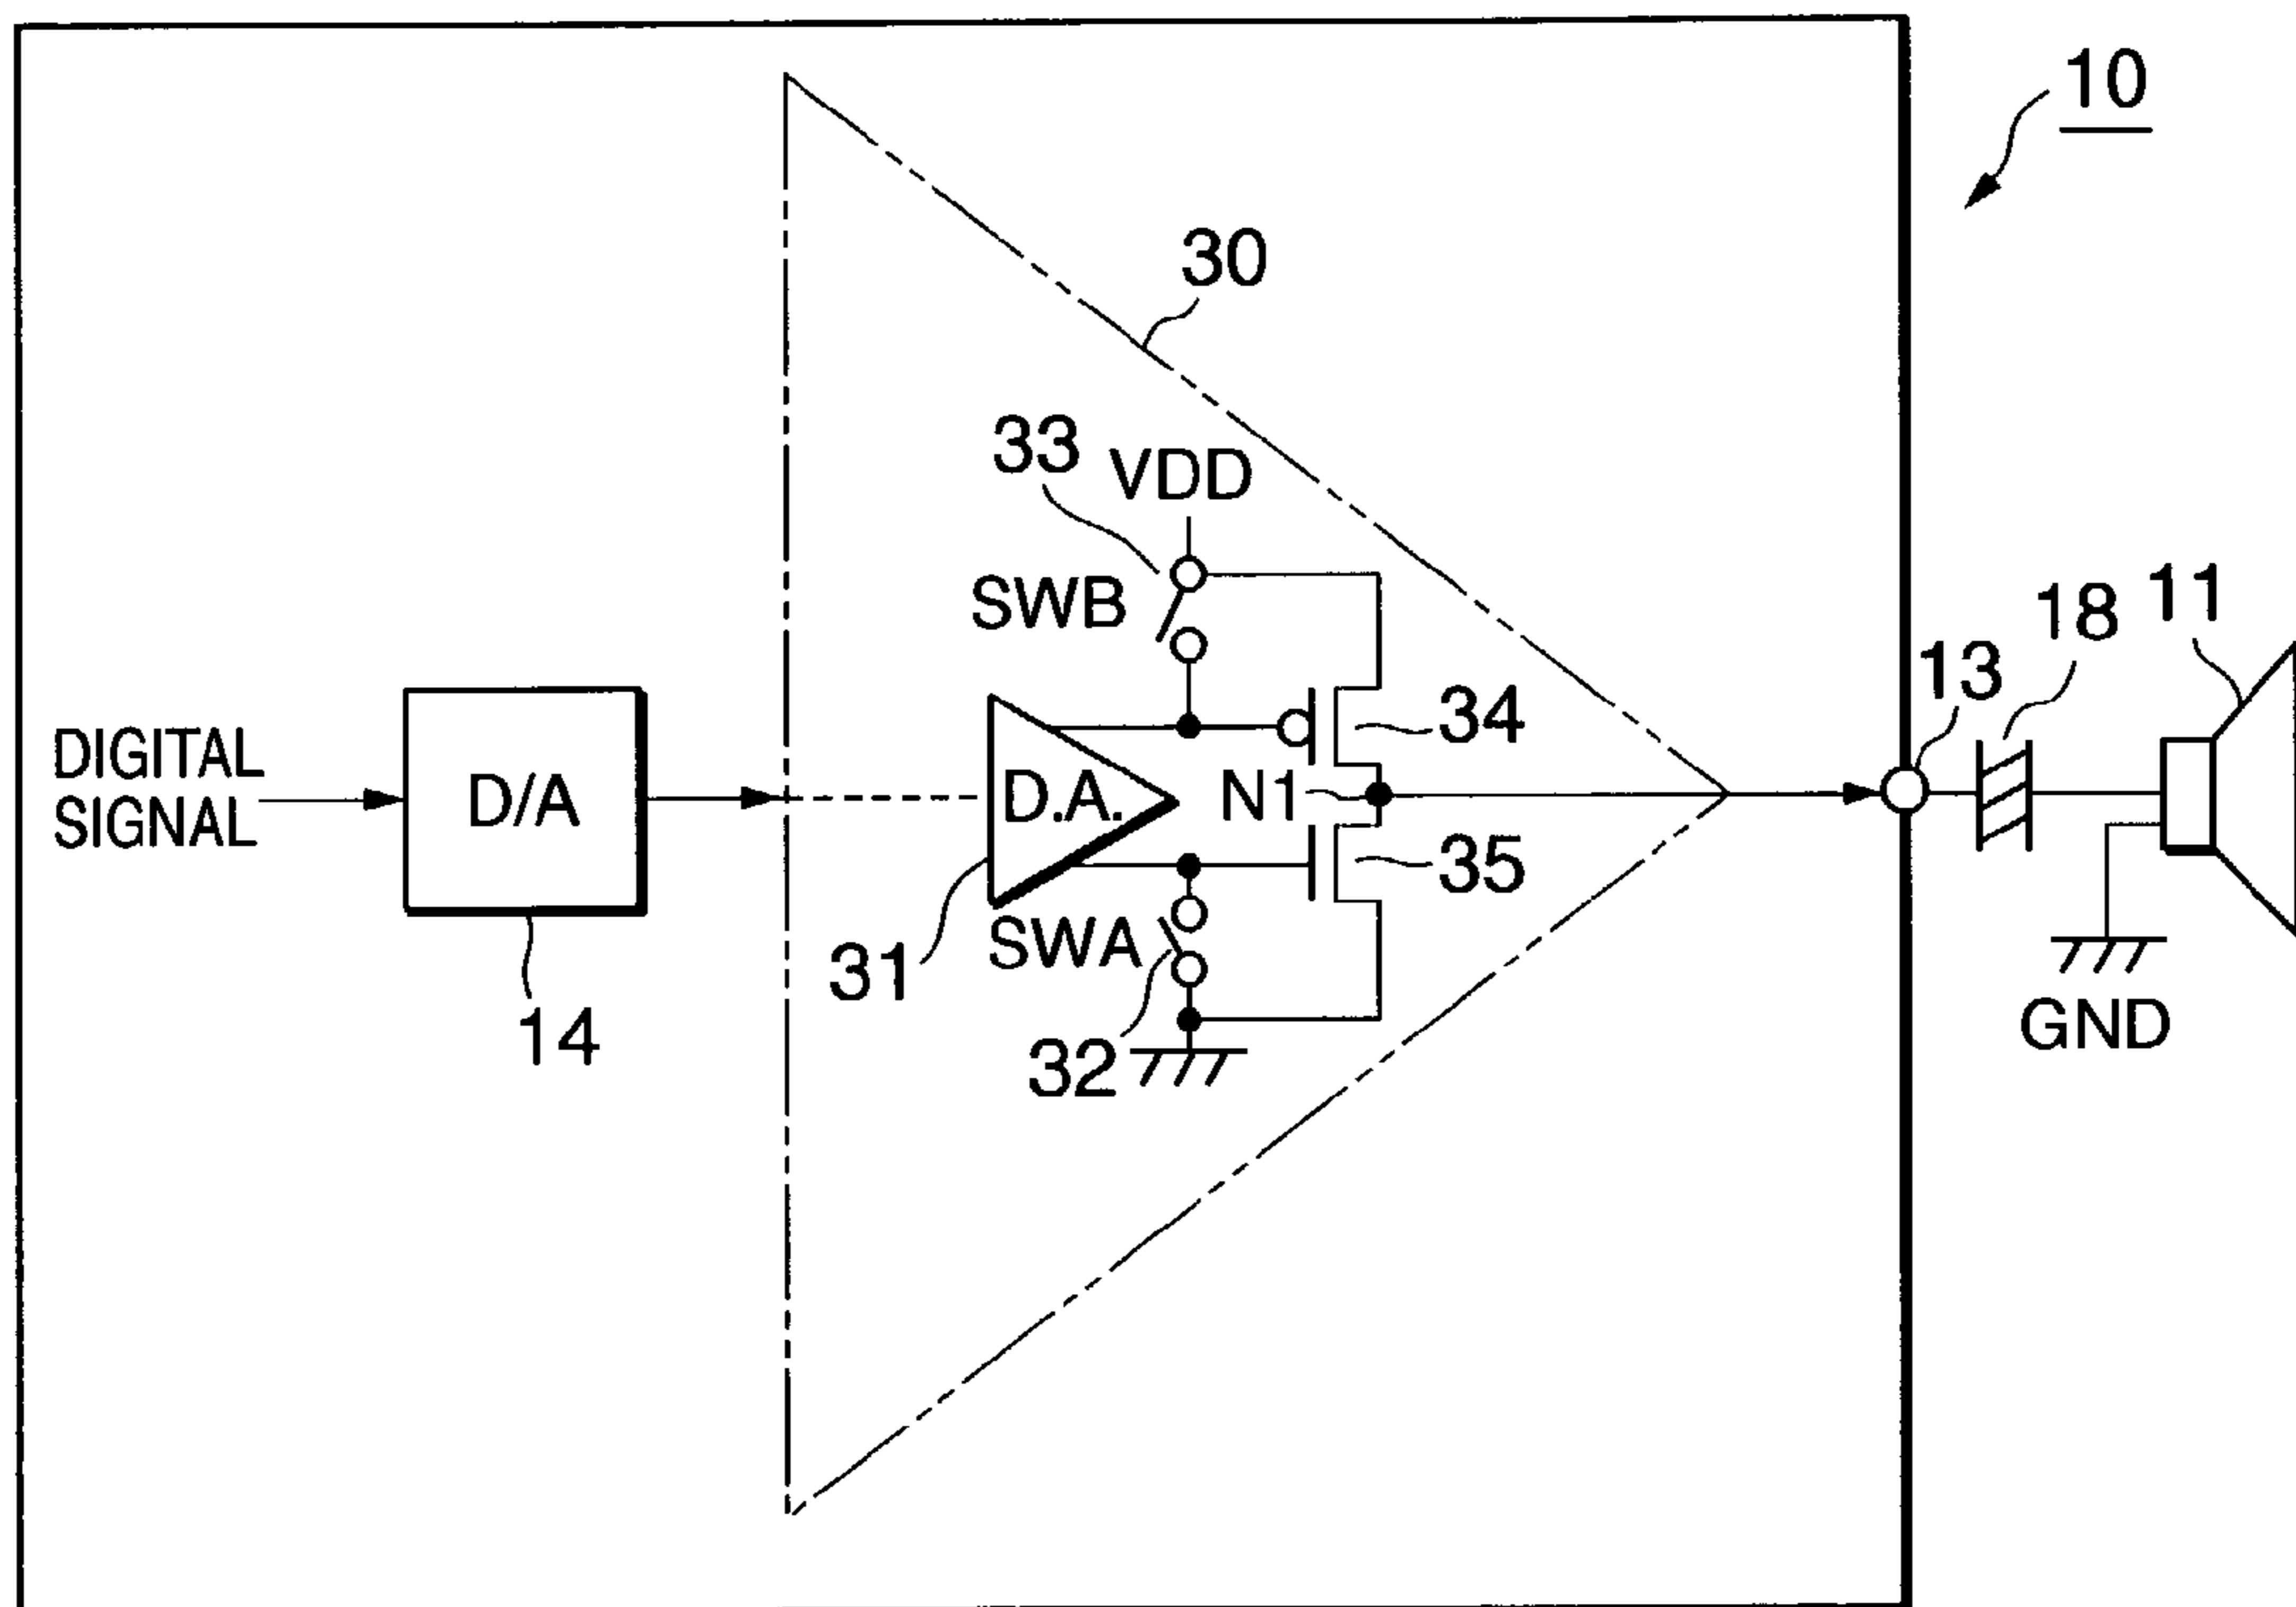 10
30
33
VDD
SWB
18
11
13
34
DIGITAL
SIGNAL
D/A
D.A.
N1
35
31
SWA
14
32
GND